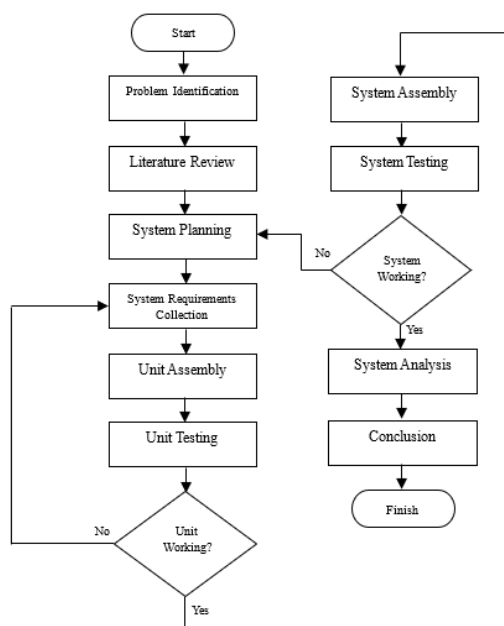 Start
Problem Identification
Literature Review
System Planning
System Requirements
Collection
Unit Assembly
Unit Testing
Unit
Working?
No
Yes
System Assembly
System Testing
System
Working?
No
Yes
System Analysis
Conclusion
Finish